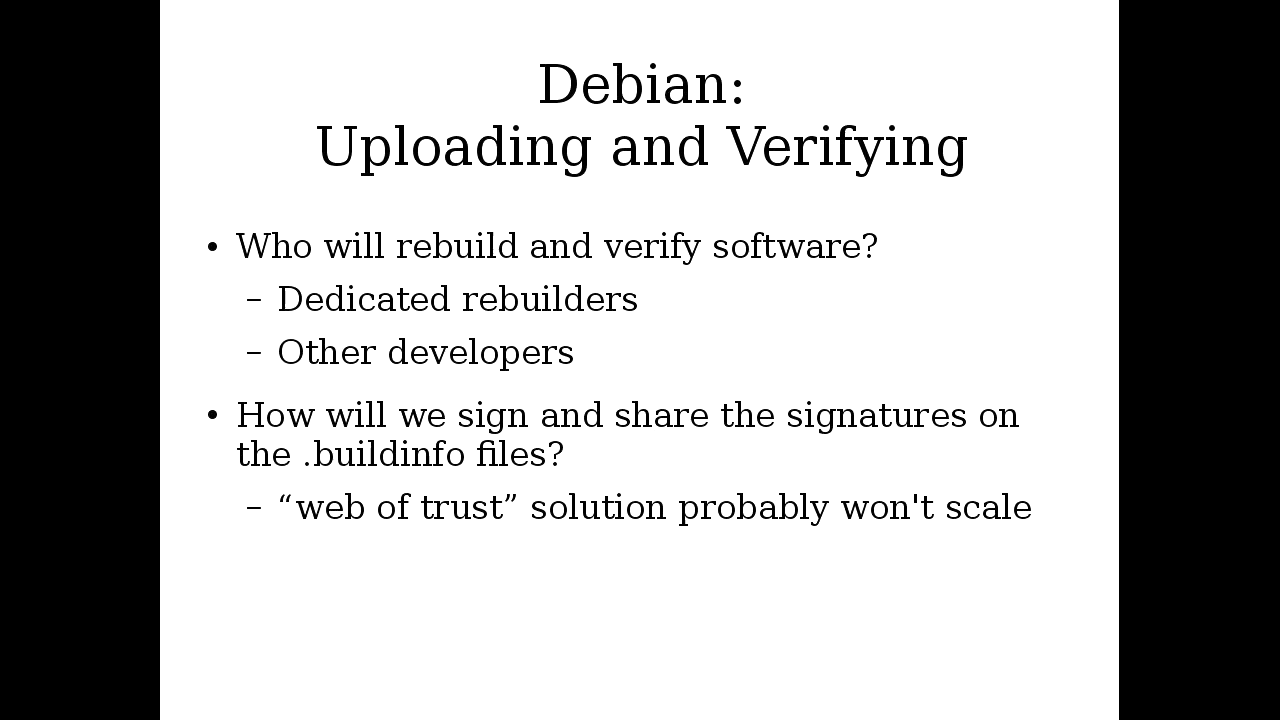 Debian:
Uploading and Verifying
• Who will rebuild and verify software?
– Dedicated rebuilders
– Other developers
• How will we sign and share the signatures on
the .buildinfo files?
– “web of trust” solution probably won't scale